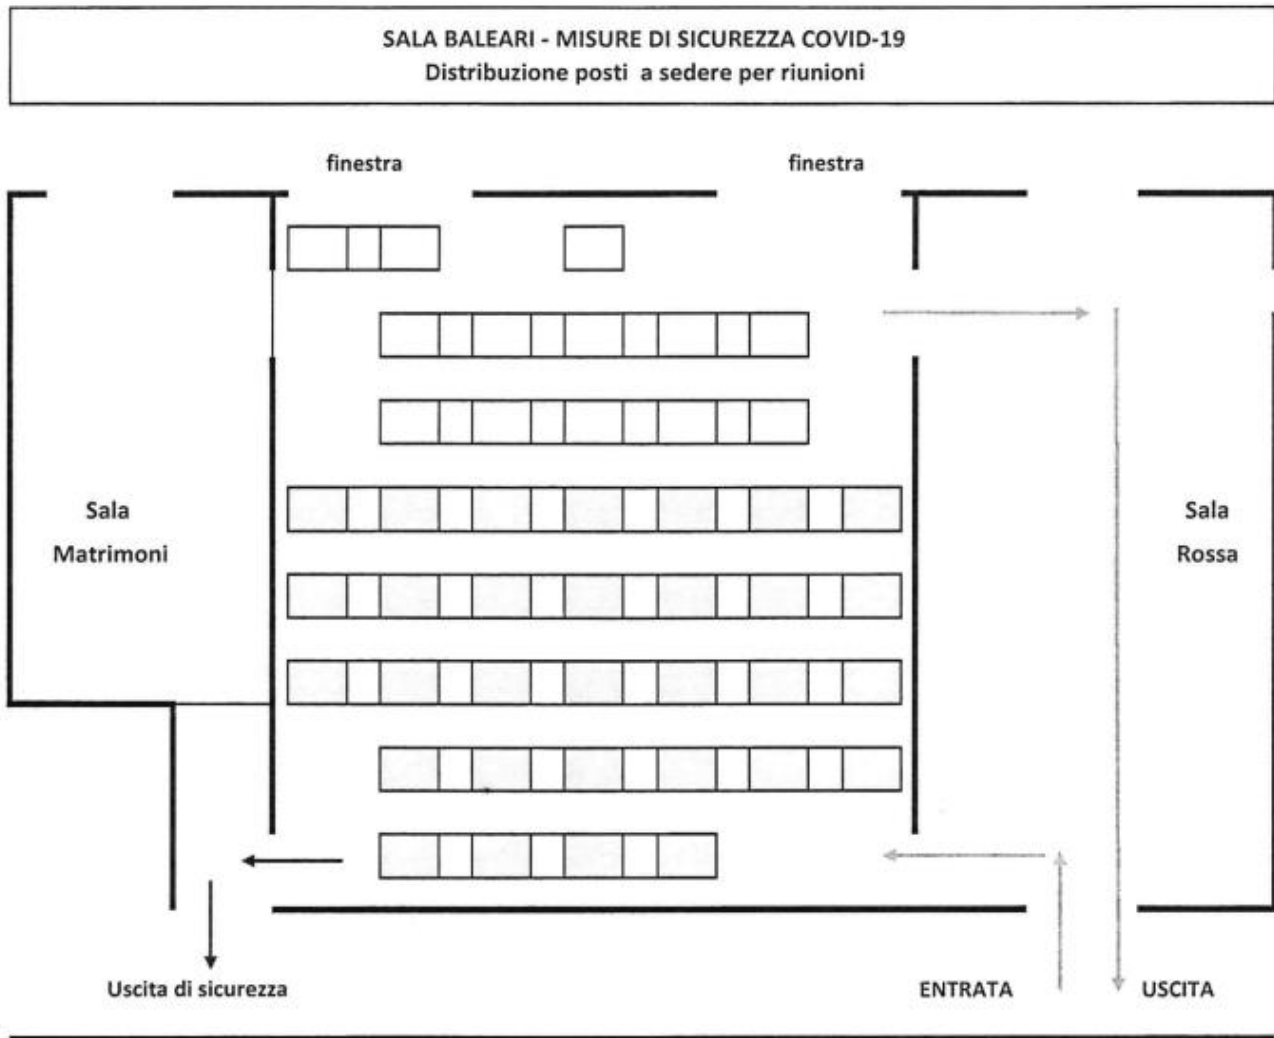 SALA BALEARI - MISURE DI SICUREZZA COVID-19
Distribuzione posti a sedere per riunioni
finestra
finestra
Sala
Matrimoni
Sala
Rossa
Uscita di sicurezza
ENTRATA
USCITA